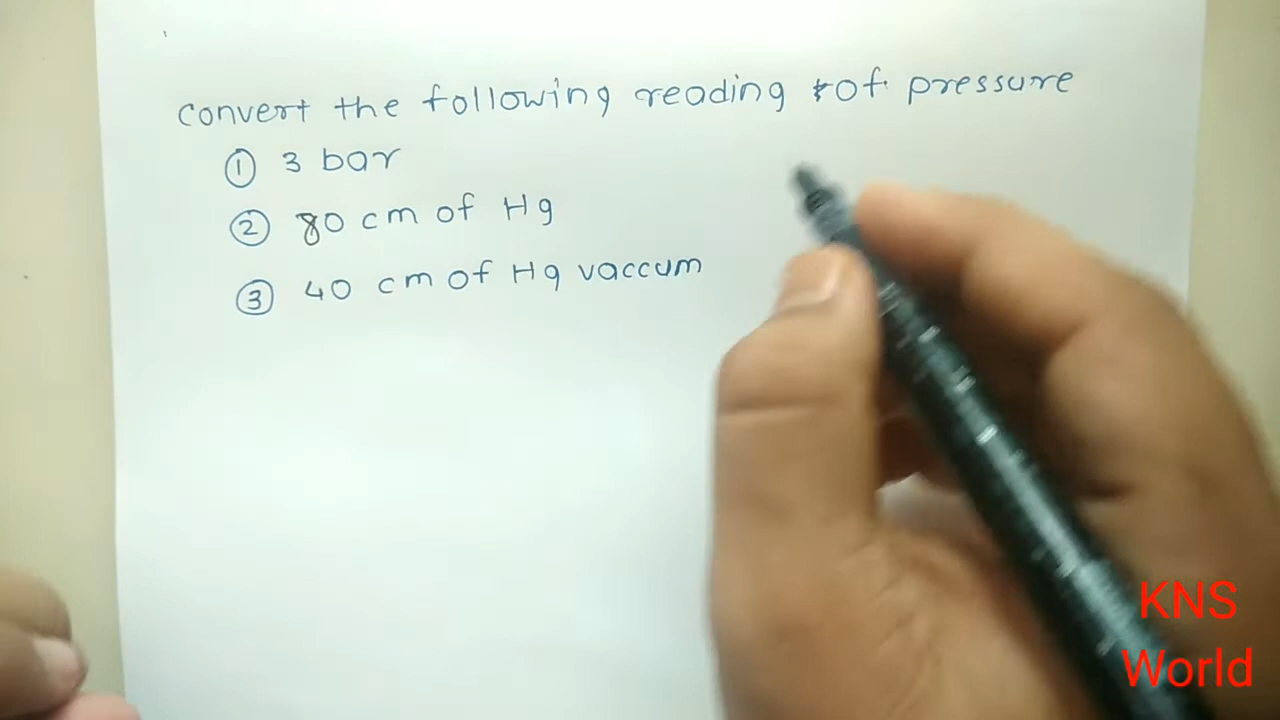 convert the following reading of pressure
① 3 bar
② 80 cm of Hg
③ 40 cm of Hg vaccum
KNS
World